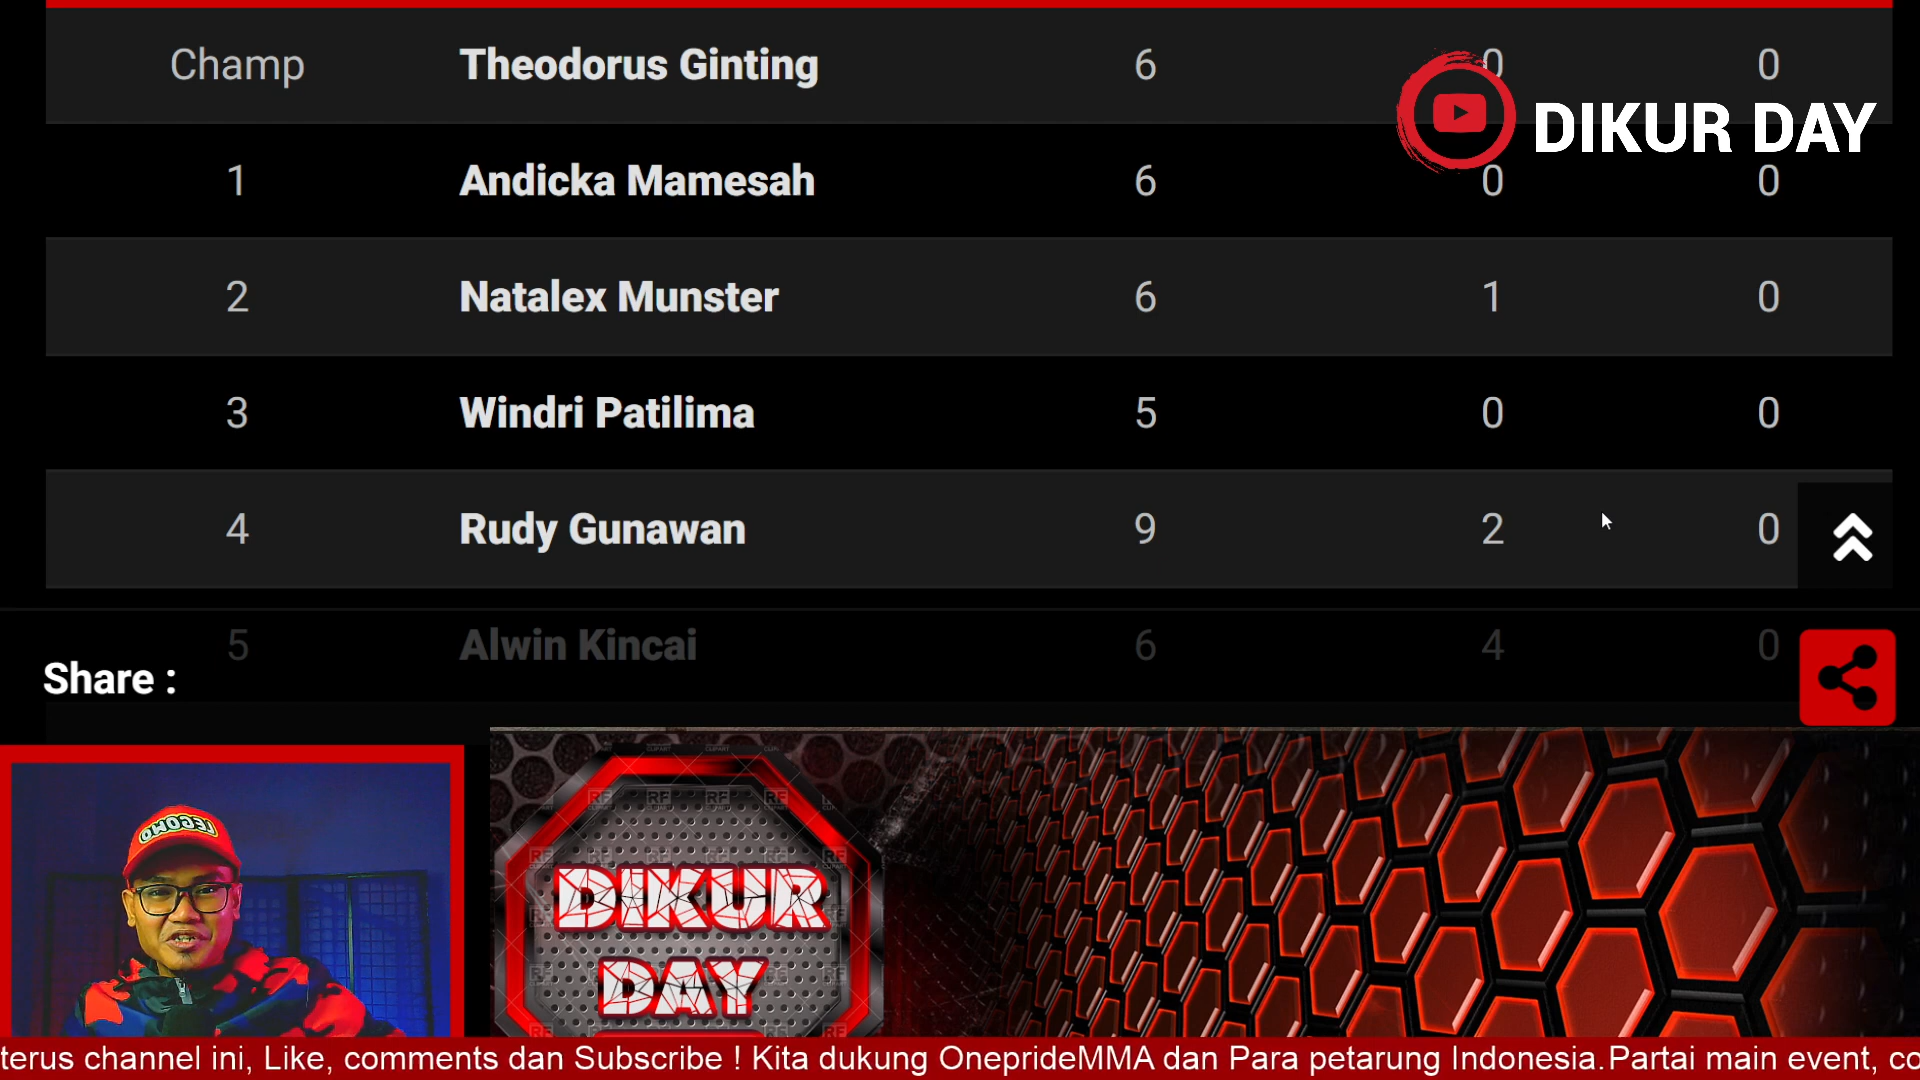 Champ Theodorus Ginting 6 0 0
DIKUR DAY
1 Andicka Mamesah 6 0 0
2 Natalex Munster 6 1 0
3 Windri Patilima 5 0 0
4 Rudy Gunawan 9 2 0
5 Alwin Kincai 6 4 0
Share :
LEGOWO
DIKUR
DAY
terus channel ini, Like, comments dan Subscribe ! Kita dukung OneprideMMA dan Para petarung Indonesia.Partai main event, co